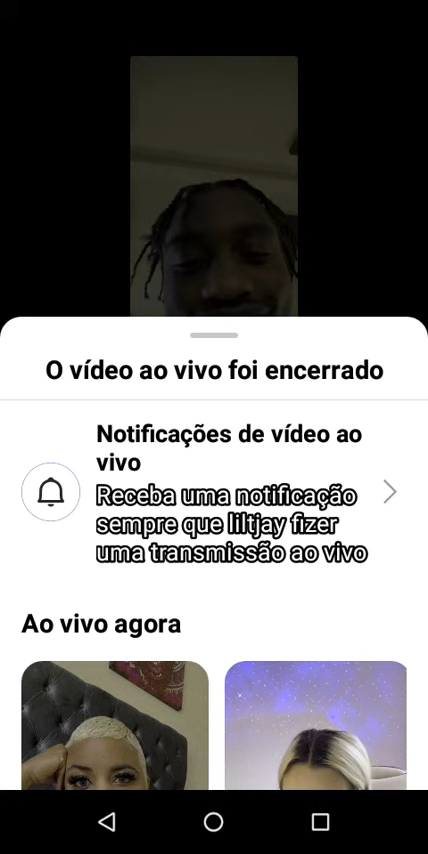 O vídeo ao vivo foi encerrado
Notificações de vídeo ao
vivo
Receba uma notificação
sempre que liltjay fizer
uma transmissão ao vivo
Ao vivo agora